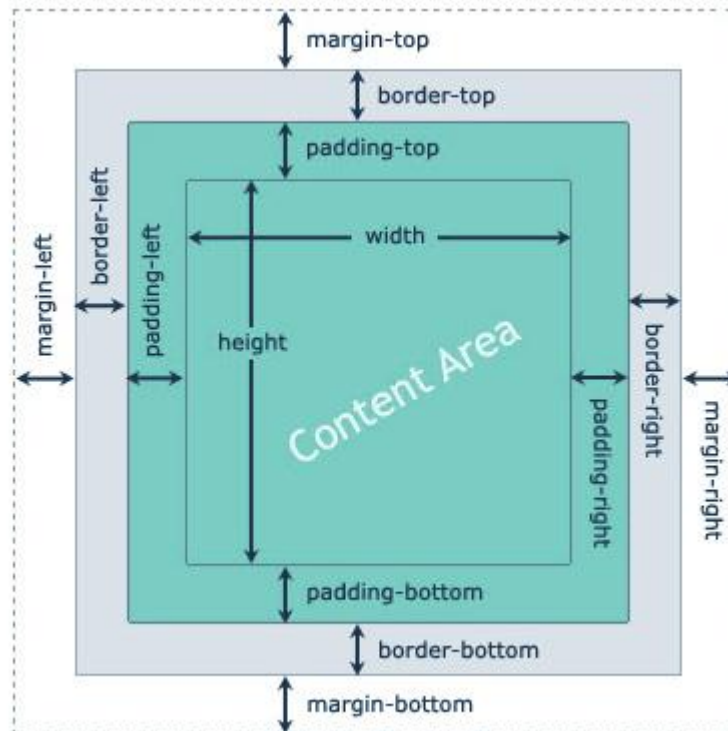 margin-top
border-top
padding-top
width
height
Content Area
margin-left
border-left
padding-left
padding-right
border-right
margin-right
padding-bottom
border-bottom
margin-bottom